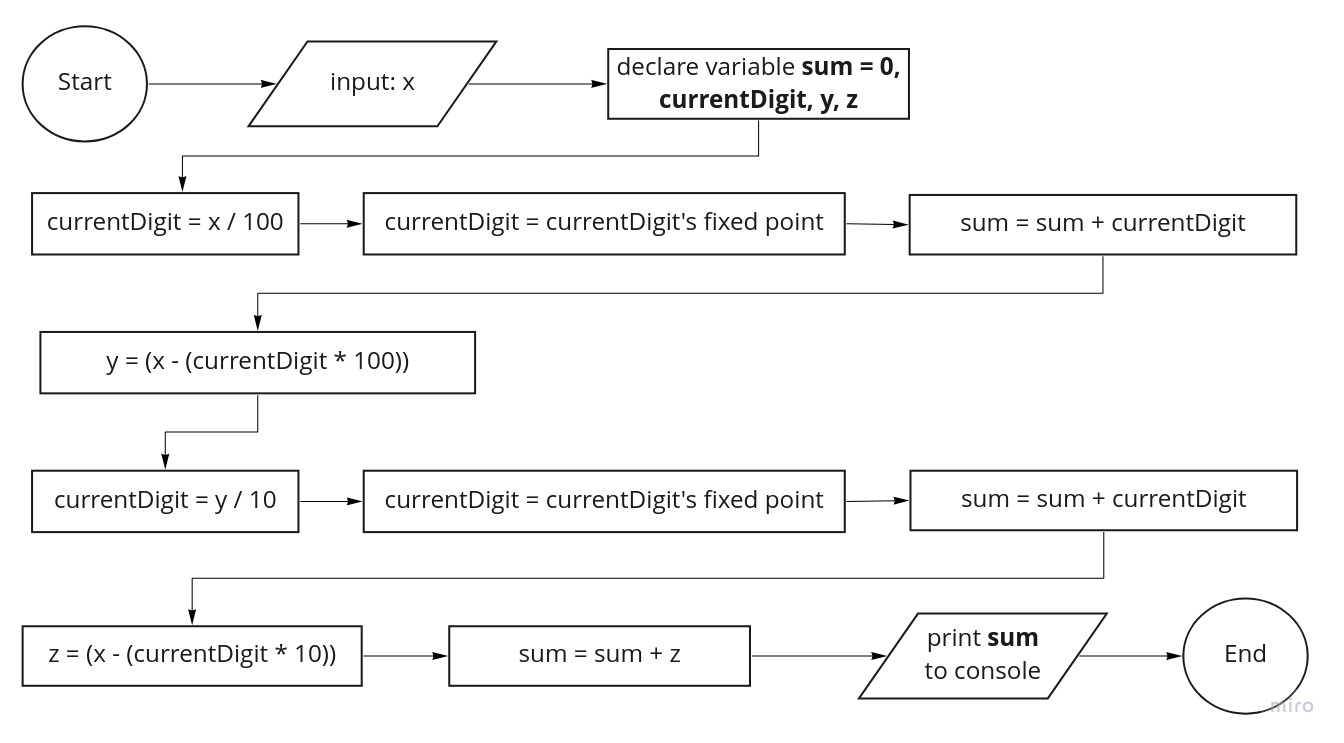 Start
input: x
declare variable sum = 0,
currentDigit, y, z
currentDigit = x / 100
currentDigit = currentDigit's fixed point
sum = sum + currentDigit
y = (x - (currentDigit * 100))
currentDigit = y / 10
currentDigit = currentDigit's fixed point
sum = sum + currentDigit
z = (x - (currentDigit * 10))
sum = sum + z
print sum
to console
End
miro